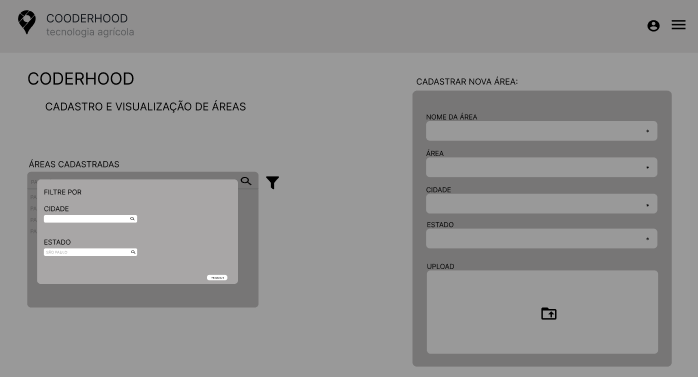 COODERHOOD
tecnologia agrícola
CODERHOOD
CADASTRO E VISUALIZAÇÃO DE ÁREAS
ÁREAS CADASTRADAS
FILTRE POR
CIDADE
ESTADO
SÃO PAULO
CADASTRAR NOVA ÁREA:
NOME DA ÁREA
*
ÁREA
*
CIDADE
*
ESTADO
*
UPLOAD